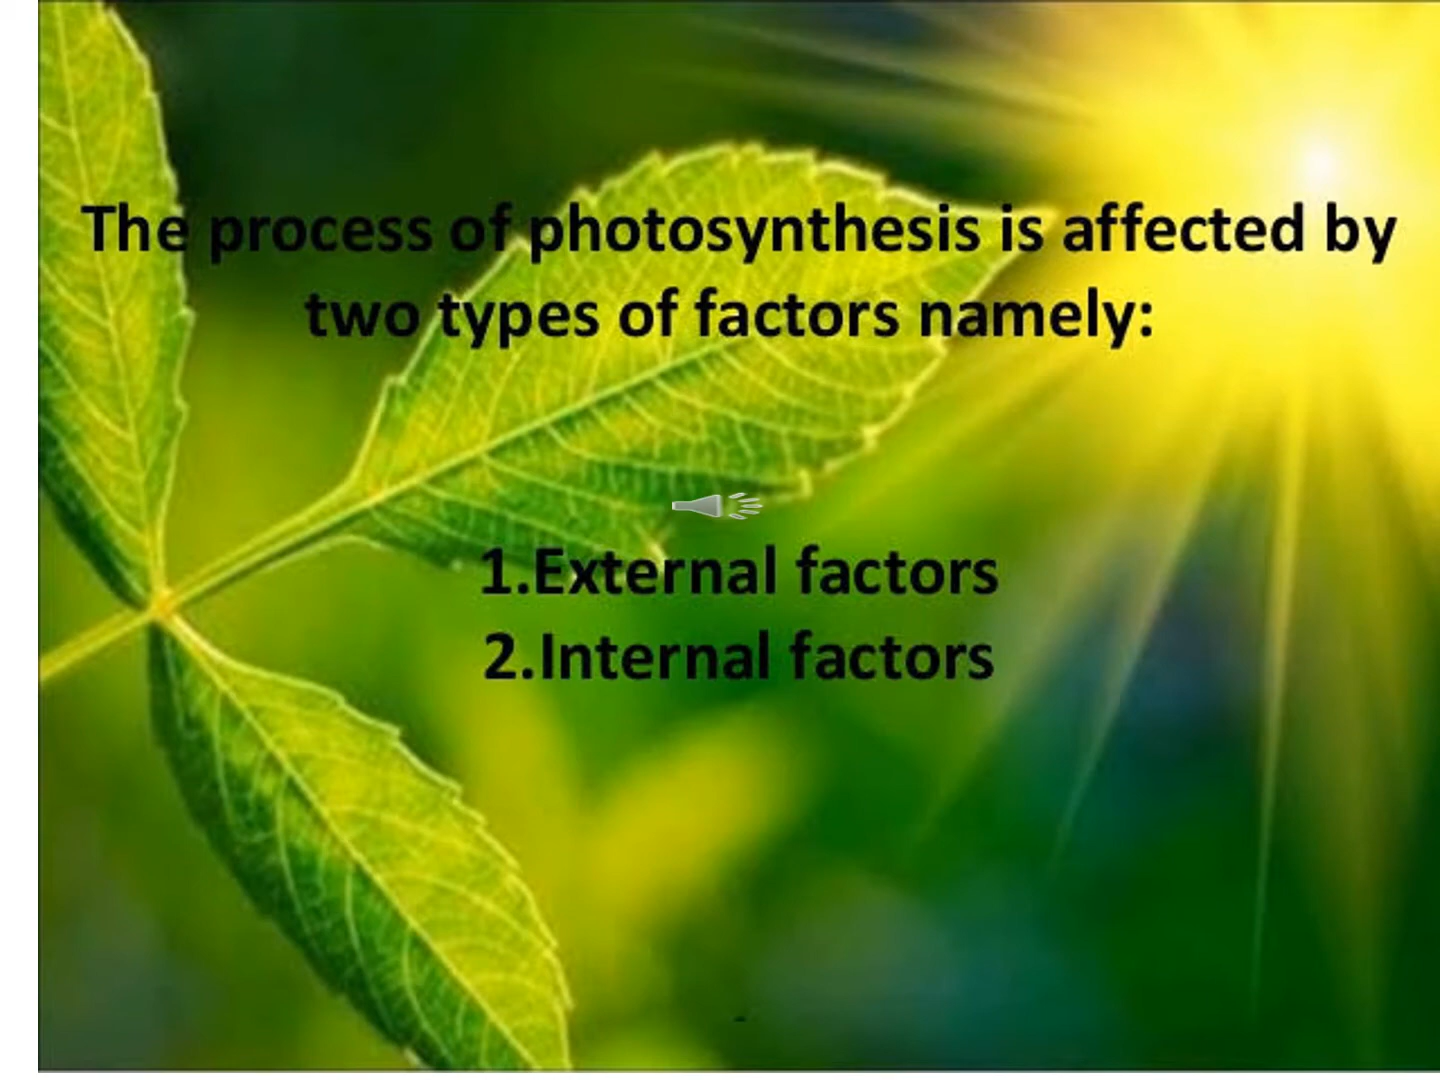 The process of photosynthesis is affected by
two types of factors namely:
1.External factors
2.Internal factors